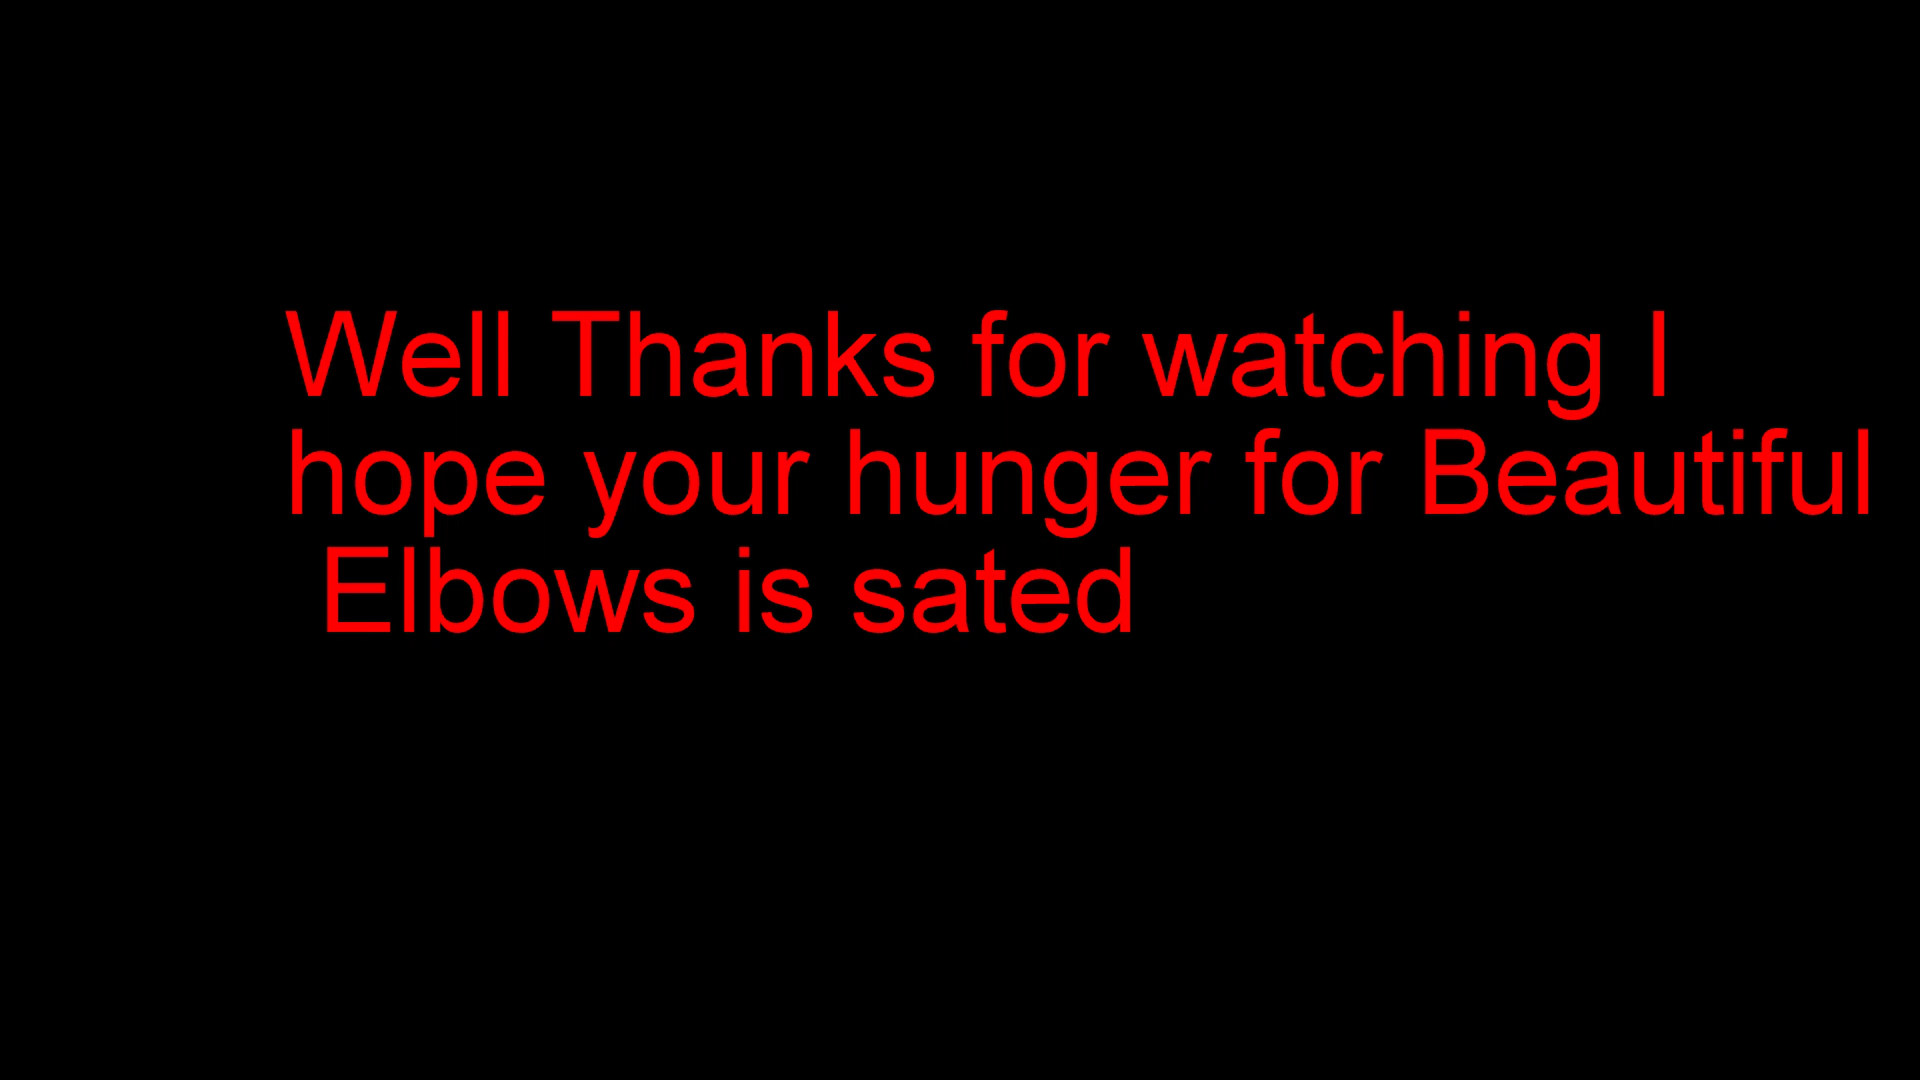 Well Thanks for watching I
hope your hunger for Beautiful
Elbows is sated